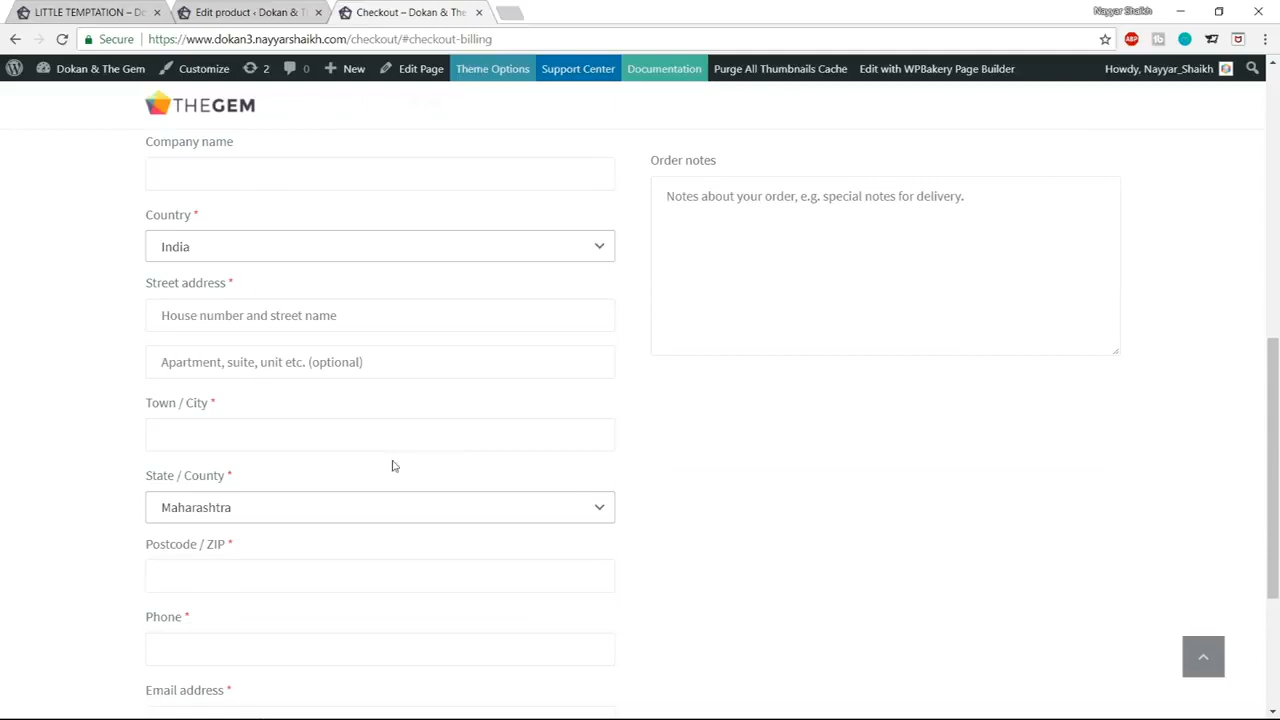 LITTLE TEMPTATION – Do
Edit product ‹ Dokan & T
Checkout – Dokan & The
Nayyar Shaikh
Secure
https://www.dokan3.nayyarshaikh.com/checkout/#checkout-billing
ABP
Dokan & The Gem
Customize
2
0
New
Edit Page
Theme Options
Support Center
Documentation
Purge All Thumbnails Cache
Edit with WPBakery Page Builder
Howdy, Nayyar_Shaikh
THEGEM
Company name
Order notes
Notes about your order, e.g. special notes for delivery.
Country *
India
Street address *
House number and street name
Apartment, suite, unit etc. (optional)
Town / City *
State / County *
Maharashtra
Postcode / ZIP *
Phone *
Email address *